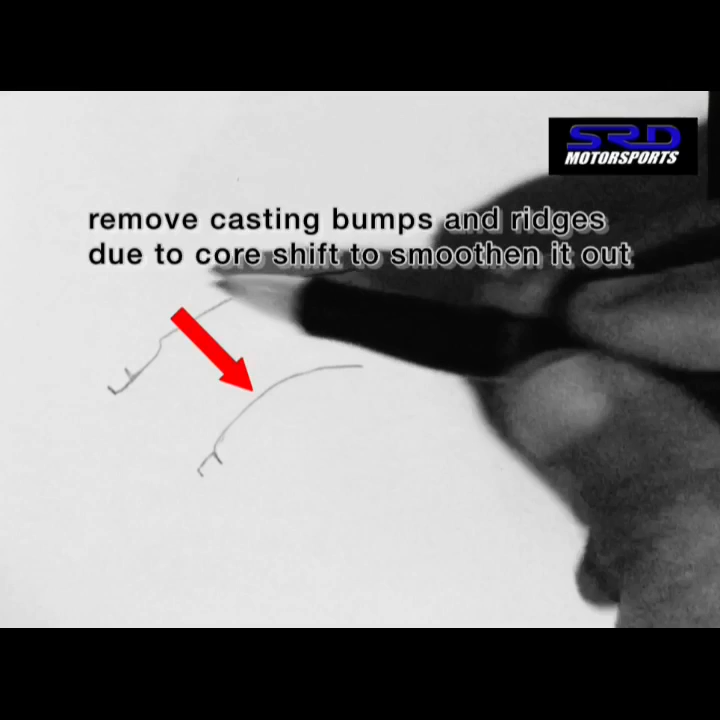 SRD
MOTORSPORTS
remove casting bumps and ridges
due to core shift to smoothen it out